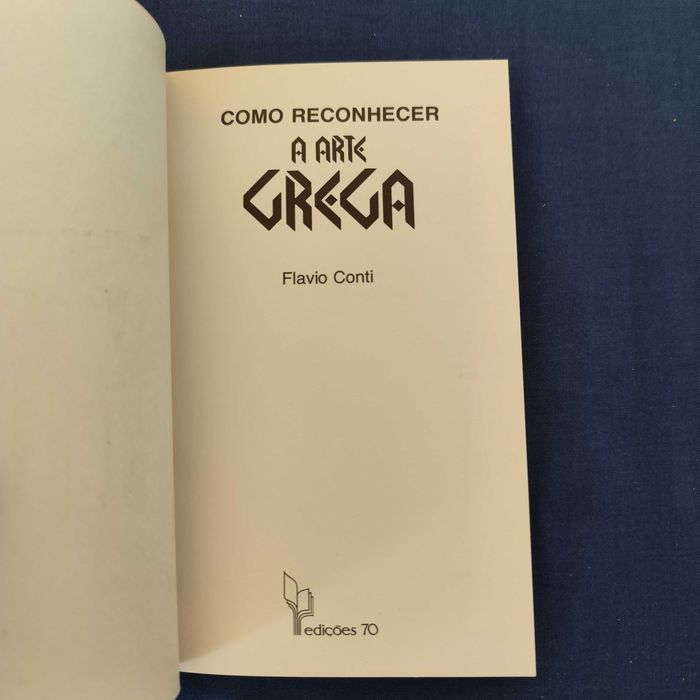 COMO RECONHECER
A ARTE
GREGA
Flavio Conti
edições 70